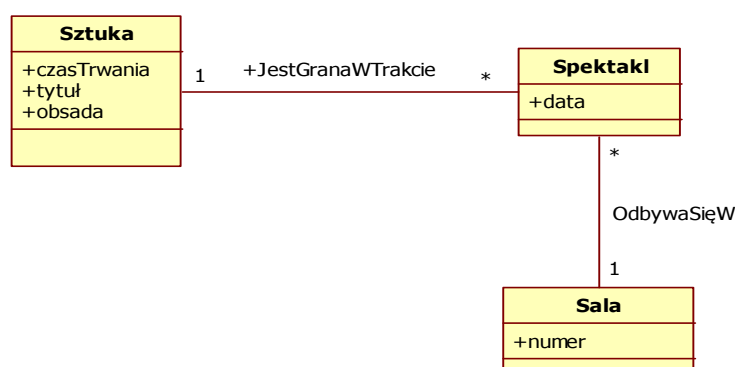 Sztuka
+czasTrwania
+tytuł
+obsada
1 +JestGranaWTrakcie *
Spektakl
+data
*
OdbywaSięW
1
Sala
+numer